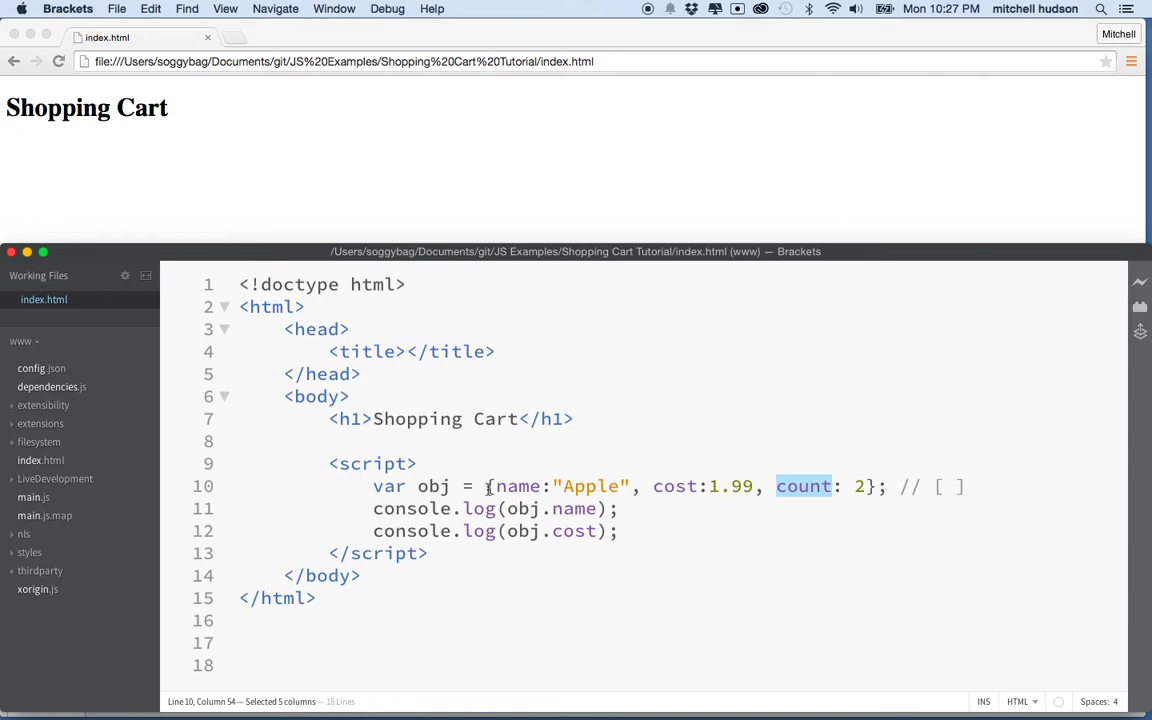 Brackets File Edit View Navigate Window Debug Help Mon 10:27 PM mitchell hudson
index.html × Mitchell
file:///Users/soggybag/Documents/git/JS%20Examples/Shopping%20Cart%20Tutorial/index.html
Shopping Cart
/Users/soggybag/Documents/git/JS Examples/Shopping Cart Tutorial/index.html (www) — Brackets
Working Files
index.html
www
config.json
dependencies.js
extensibility
extensions
filesystem
index.html
LiveDevelopment
main.js
main.js.map
nls
styles
thirdparty
xorigin.js
1 <!doctype html>
2 <html>
3 <head>
4 <title></title>
5 </head>
6 <body>
7 <h1>Shopping Cart</h1>
8
9 <script>
10 var obj = {name:"Apple", cost:1.99, count: 2}; // [ ]
11 console.log(obj.name);
12 console.log(obj.cost);
13 </script>
14 </body>
15 </html>
16
17
18
Line 10, Column 54 — Selected 5 columns — 18 Lines INS HTML Spaces: 4